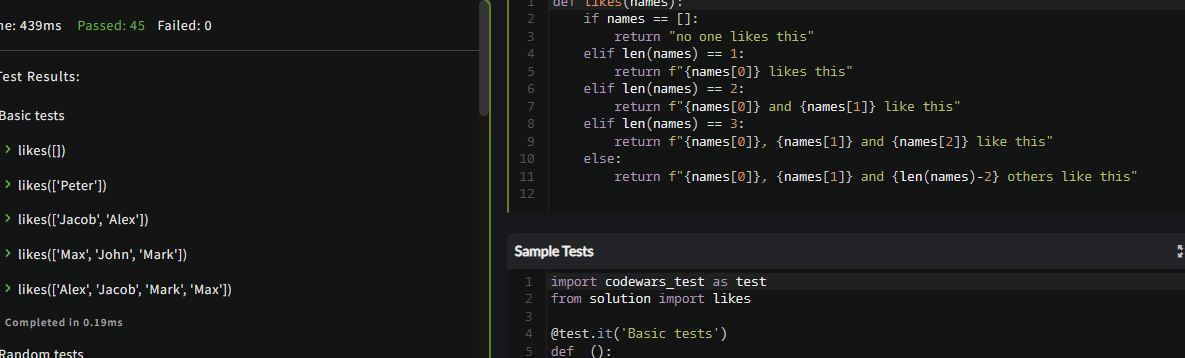 ne: 439ms Passed: 45 Failed: 0
Test Results:
Basic tests
likes([])
likes(['Peter'])
likes(['Jacob', 'Alex'])
likes(['Max', 'John', 'Mark'])
likes(['Alex', 'Jacob', 'Mark', 'Max'])
Completed in 0.19ms
Random tests
1 def likes(names):
2 if names == []:
3 return "no one likes this"
4 elif len(names) == 1:
5 return f"{names[0]} likes this"
6 elif len(names) == 2:
7 return f"{names[0]} and {names[1]} like this"
8 elif len(names) == 3:
9 return f"{names[0]}, {names[1]} and {names[2]} like this"
10 else:
11 return f"{names[0]}, {names[1]} and {len(names)-2} others like this"
12
Sample Tests
1 import codewars_test as test
2 from solution import likes
3
4 @test.it('Basic tests')
5 def _():